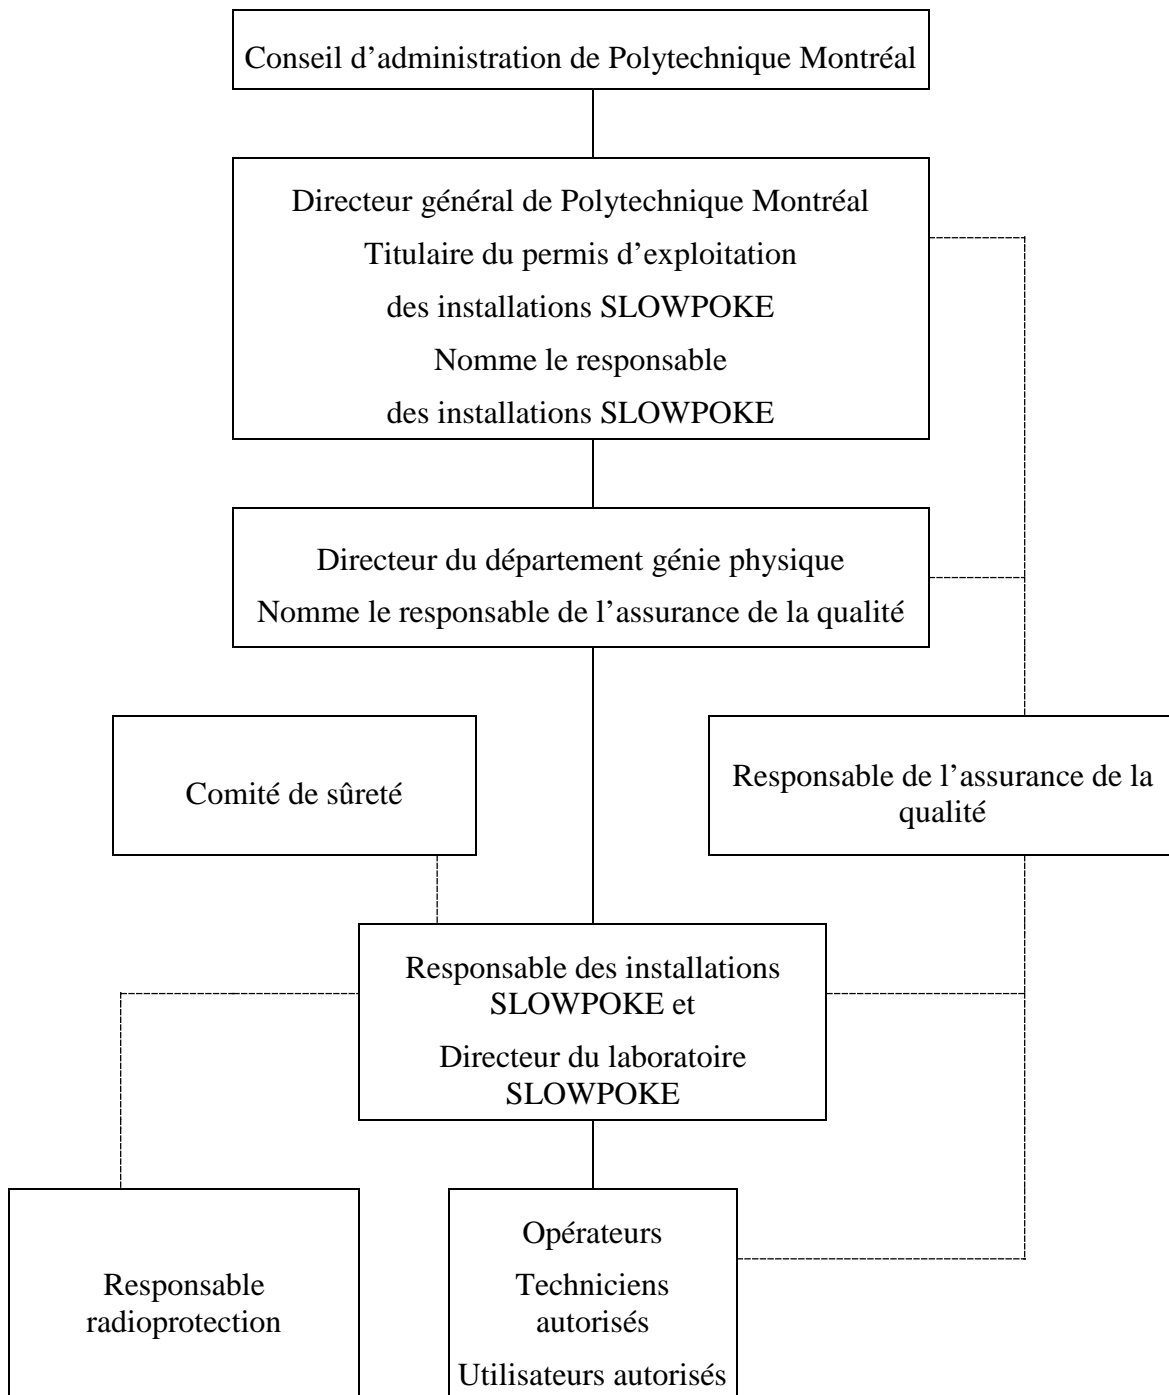 Conseil d’administration de Polytechnique Montréal
Directeur général de Polytechnique Montréal
Titulaire du permis d’exploitation
des installations SLOWPOKE
Nomme le responsable
des installations SLOWPOKE
Directeur du département génie physique
Nomme le responsable de l’assurance de la qualité
Comité de sûreté
Responsable de l’assurance de la
qualité
Responsable des installations
SLOWPOKE et
Directeur du laboratoire
SLOWPOKE
Responsable
radioprotection
Opérateurs
Techniciens
autorisés
Utilisateurs autorisés